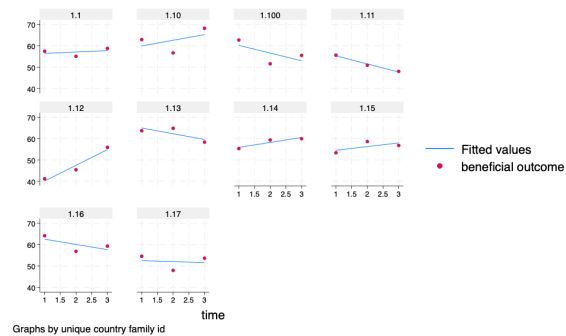 1.1 1.10 1.100 1.11
70
60
50
40
1.12 1.13 1.14 1.15
70
60
50
40
1 1.5 2 2.5 3 1 1.5 2 2.5 3
Fitted values
beneficial outcome
1.16 1.17
70
60
50
40
1 1.5 2 2.5 3 1 1.5 2 2.5 3
time
Graphs by unique country family id